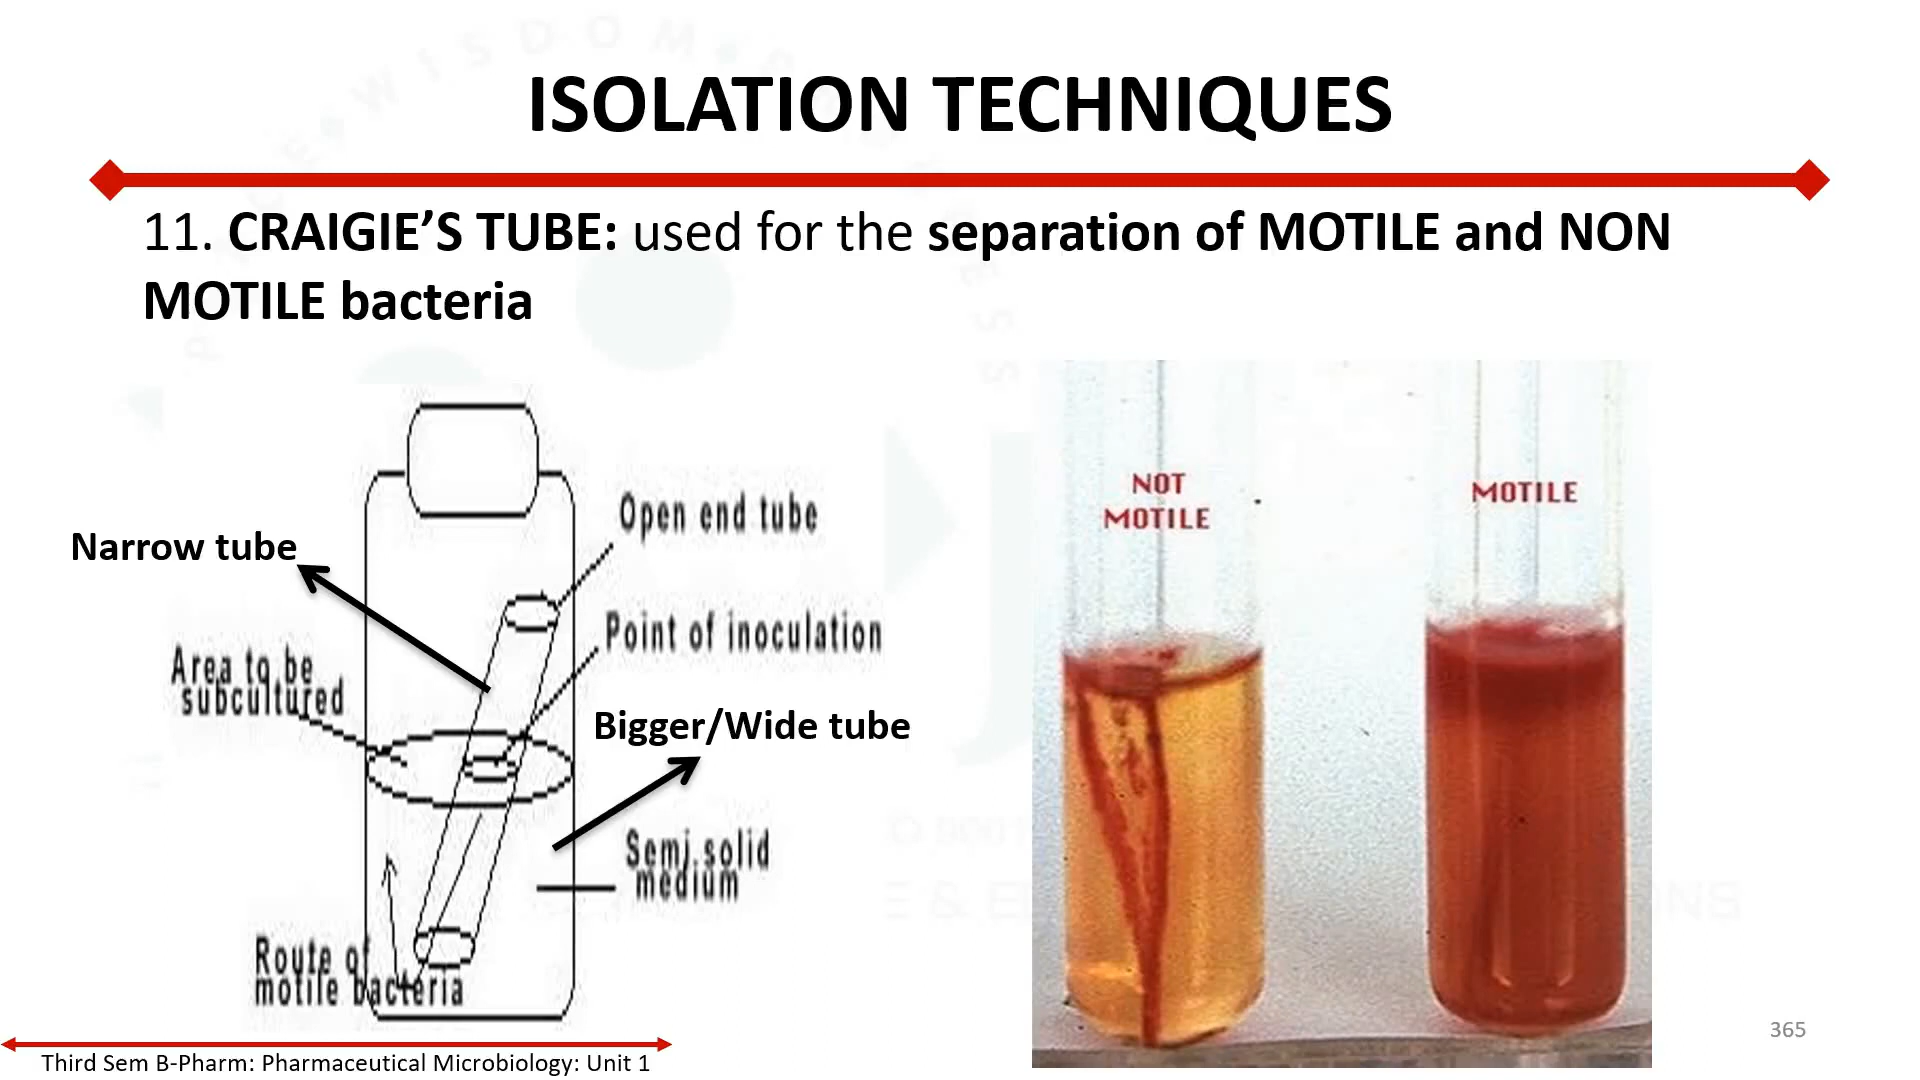 ISOLATION TECHNIQUES
11. CRAIGIE’S TUBE: used for the separation of MOTILE and NON
MOTILE bacteria
Narrow tube
Open end tube
Point of inoculation
Area to be
subcultured
Bigger/Wide tube
Semi solid
medium
Route of
motile bacteria
NOT
MOTILE
MOTILE
365
Third Sem B-Pharm: Pharmaceutical Microbiology: Unit 1